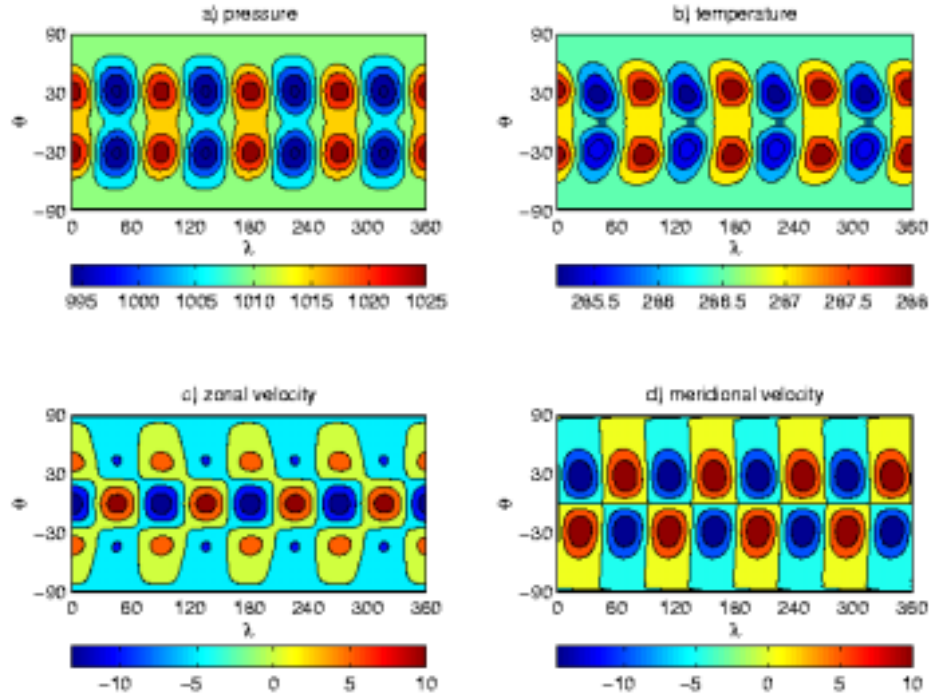 a) pressure
90
30
-30
-90
Φ
0 60 120 180 240 300 360
λ
995 1000 1005 1010 1015 1020 1025
b) temperature
90
30
-30
-90
Φ
0 60 120 180 240 300 360
λ
285.5 286 286.5 287 287.5 288
c) zonal velocity
90
30
-30
-90
Φ
0 60 120 180 240 300 360
λ
-10 -5 0 5 10
d) meridional velocity
90
30
-30
-90
Φ
0 60 120 180 240 300 360
λ
-10 -5 0 5 10